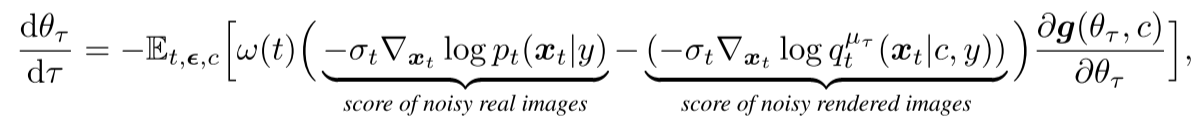 dθ_τ/dτ = −𝔼_{t,ϵ,c}[ω(t)(−σ_t∇_{x_t} log p_t(x_t|y) − (−σ_t∇_{x_t} log q_t^{μ_τ}(x_t|c, y))) ∂g(θ_τ, c)/∂θ_τ],
score of noisy real images score of noisy rendered images